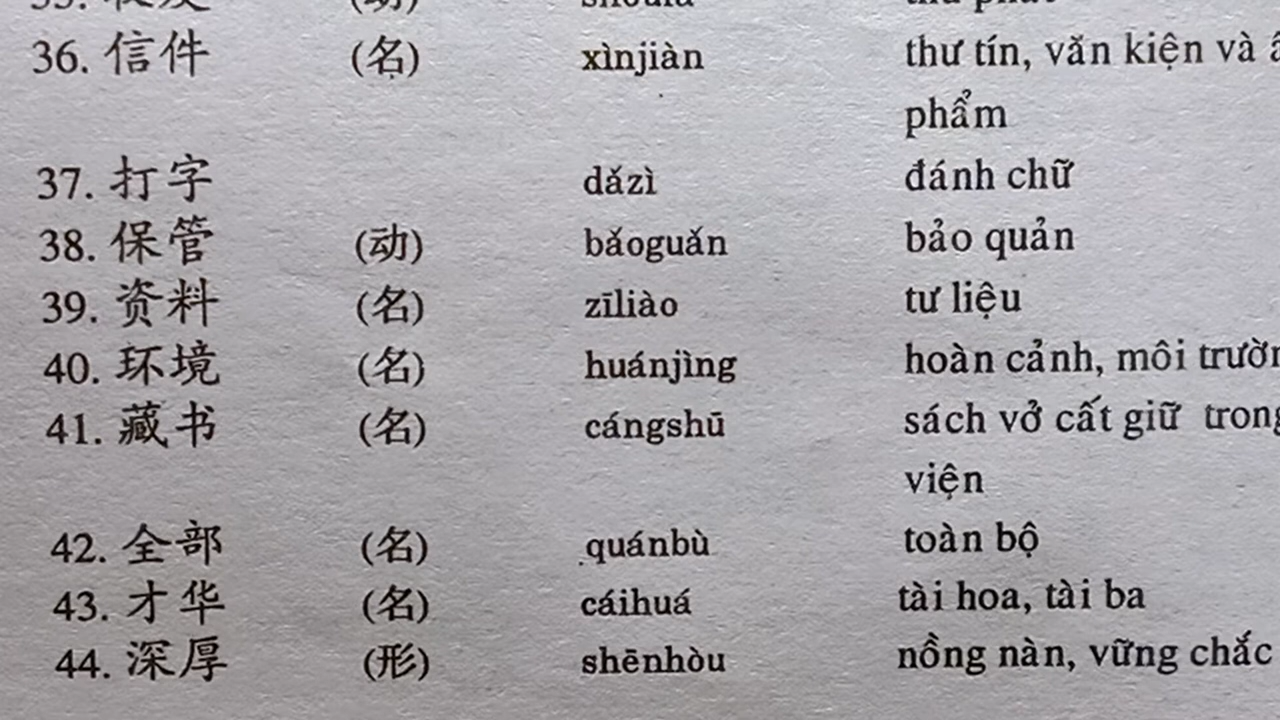 36. 信件 (名) xìnjiàn thư tín, văn kiện và
phẩm
37. 打字 dǎzì đánh chữ
38. 保管 (动) bǎoguǎn bảo quản
39. 资料 (名) zīliào tư liệu
40. 环境 (名) huánjìng hoàn cảnh, môi trườn
41. 藏书 (名) cángshū sách vở cất giữ trong
viện
42. 全部 (名) quánbù toàn bộ
43. 才华 (名) cáihuá tài hoa, tài ba
44. 深厚 (形) shēnhòu nồng nàn, vững chắc